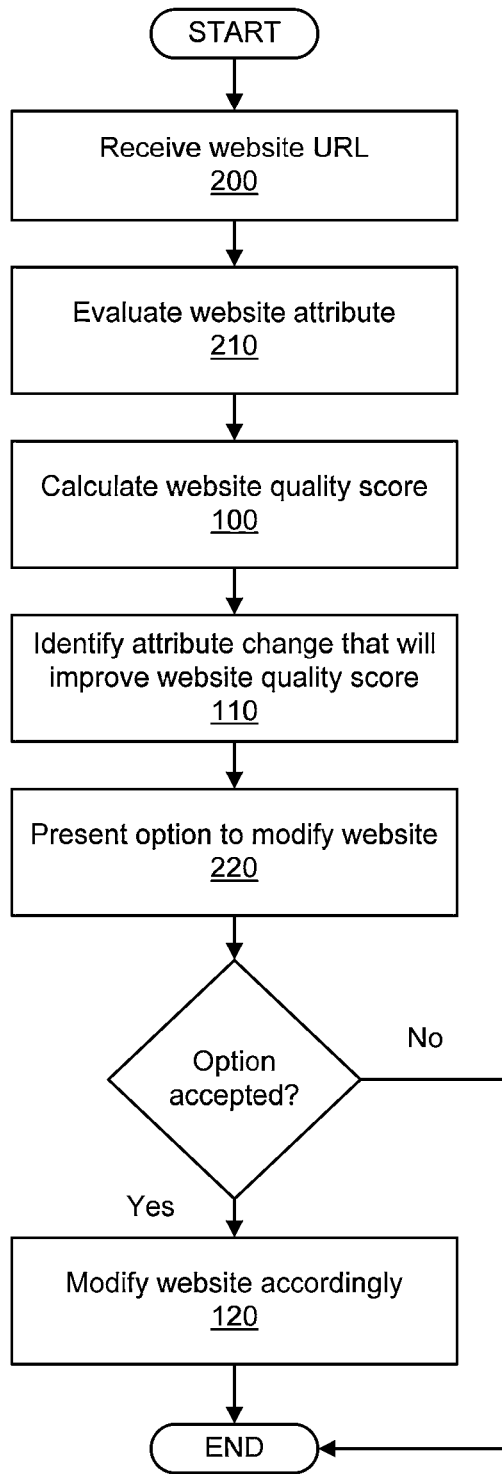 START
Receive website URL
200
Evaluate website attribute
210
Calculate website quality score
100
Identify attribute change that will
improve website quality score
110
Present option to modify website
220
Option
accepted?
No
Yes
Modify website accordingly
120
END